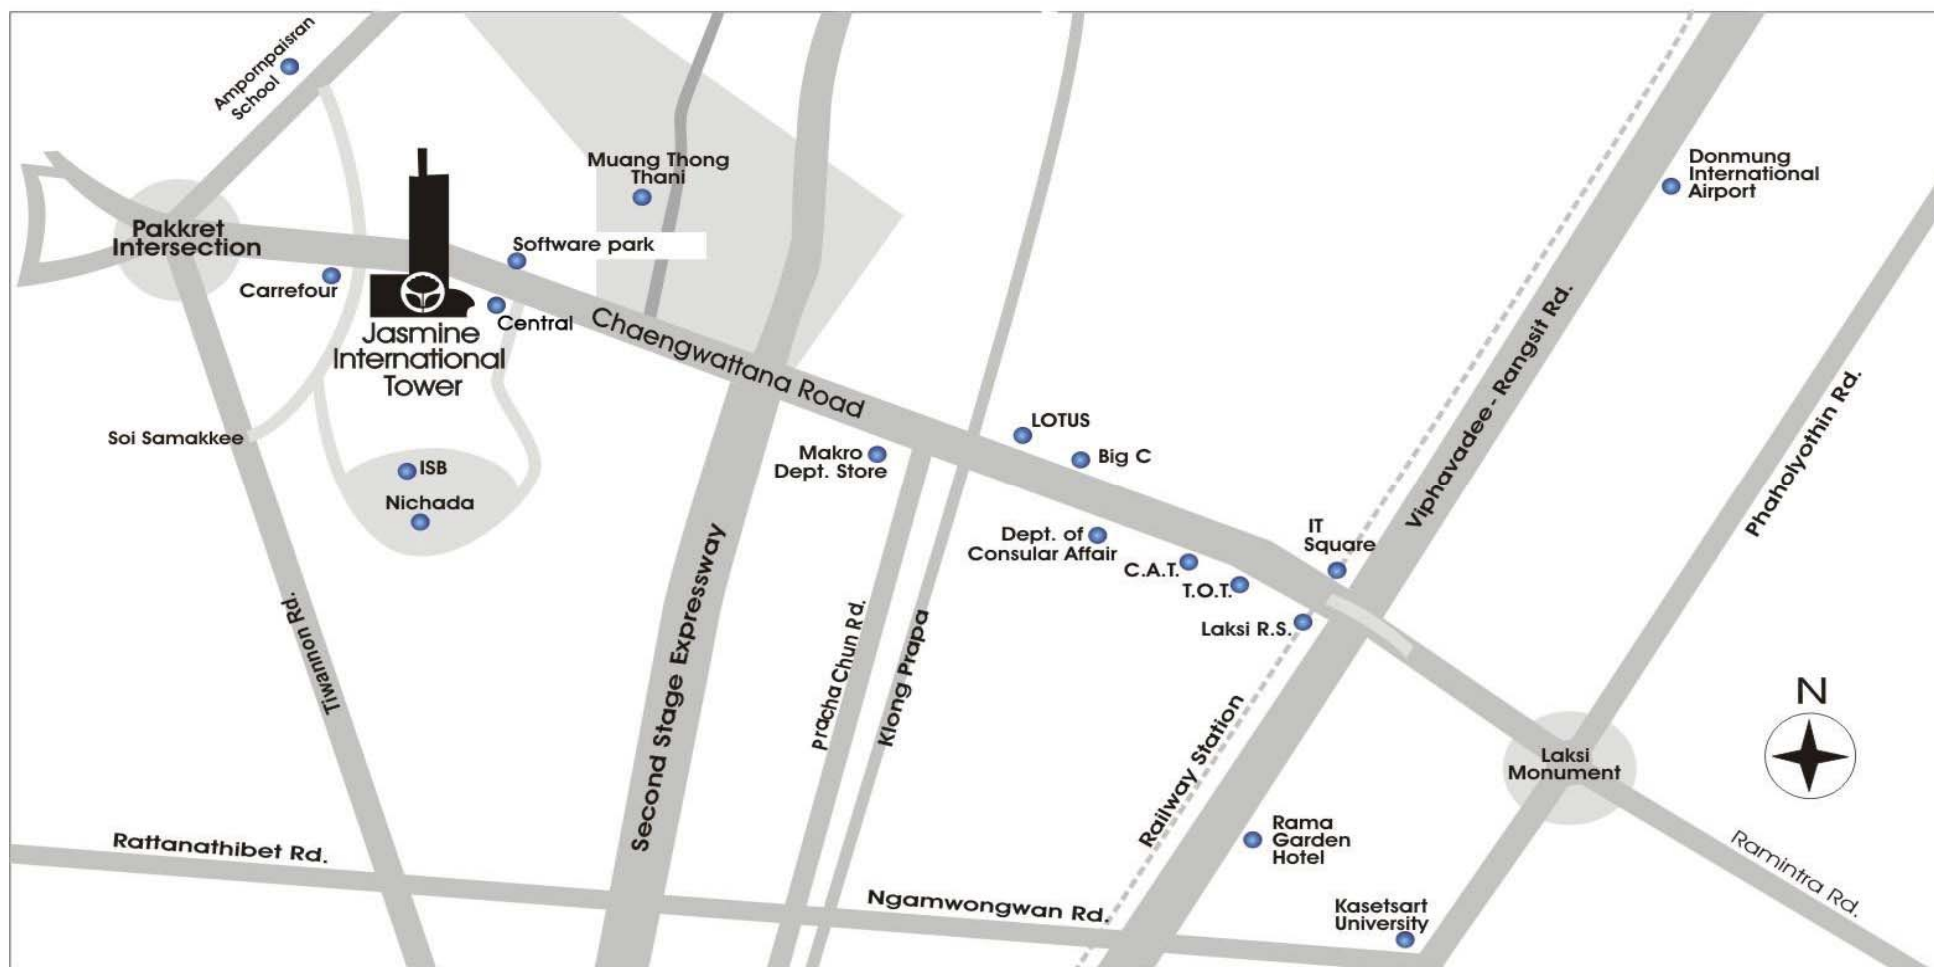 Ampornpaisran
School
Muang Thong
Thani
Donmung
International
Airport
Pakkret
Intersection
Software park
Carrefour
Central
Jasmine
International
Tower
Chaengwattana Road
Viphavadee - Rangsit Rd.
Phaholyothin Rd.
LOTUS
Soi Samakkee
Makro
Dept. Store
Big C
ISB
Nichada
IT
Square
Dept. of
Consular Affair
C.A.T.
T.O.T.
Laksi R.S.
Tiwannon Rd.
Second Stage Expressway
Pracha Chun Rd.
Klong Prapa
Railway Station
N
Laksi
Monument
Rama
Garden
Hotel
Rattanathibet Rd.
Ngamwongwan Rd.
Ramintra Rd.
Kasetsart
University